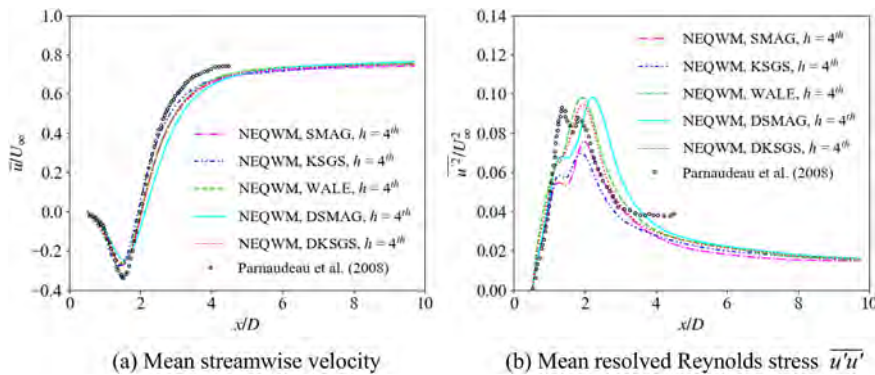 1.0
0.8
0.6
0.4
0.2
0.0
−0.2
−0.4
ū/U∞
NEQWM, SMAG, h = 4th
NEQWM, KSGS, h = 4th
NEQWM, WALE, h = 4th
NEQWM, DSMAG, h = 4th
NEQWM, DKSGS, h = 4th
Parnaudeau et al. (2008)
0 2 4 6 8 10
x/D
(a) Mean streamwise velocity
0.14
0.12
0.10
0.08
0.06
0.04
0.02
0.00
u'²/U²∞
NEQWM, SMAG, h = 4th
NEQWM, KSGS, h = 4th
NEQWM, WALE, h = 4th
NEQWM, DSMAG, h = 4th
NEQWM, DKSGS, h = 4th
Parnaudeau et al. (2008)
0 2 4 6 8 10
x/D
(b) Mean resolved Reynolds stress u'u'